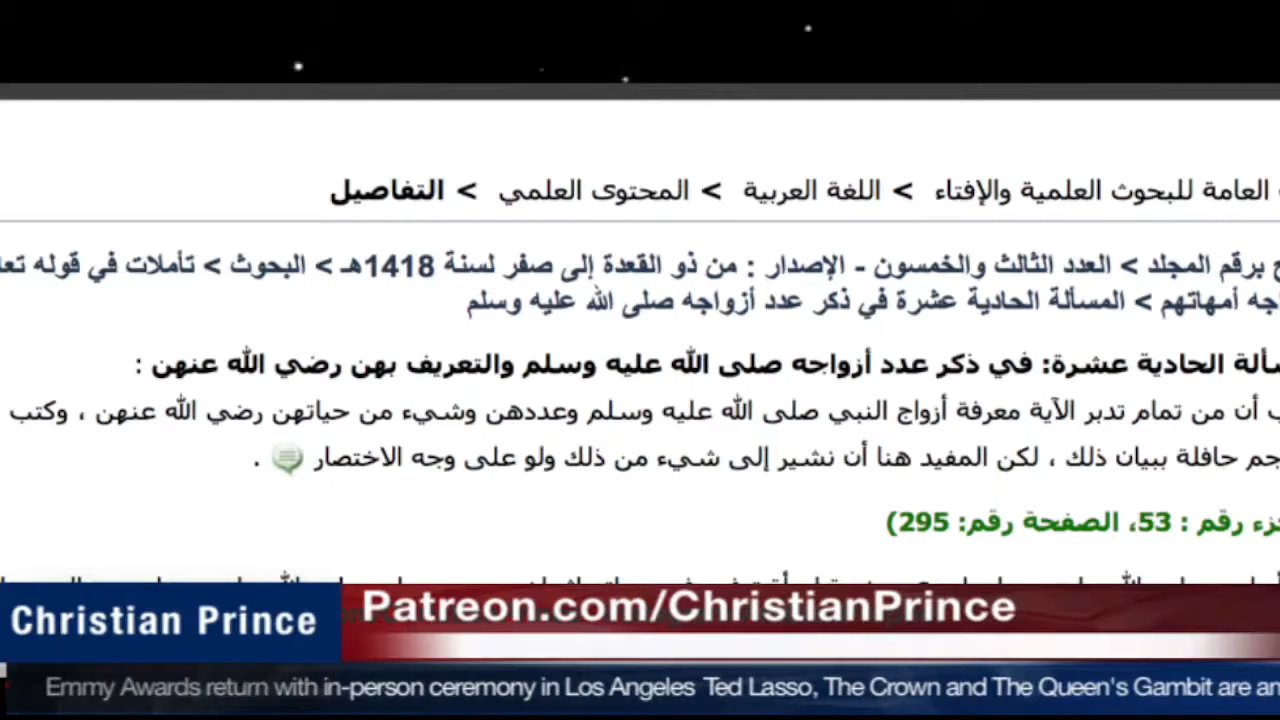 العامة للبحوث العلمية والإفتاء > اللغة العربية > المحتوى العلمي > التفاصيل
برقم المجلد > العدد الثالث والخمسون - الإصدار : من ذو القعدة إلى صفر لسنة 1418هـ > البحوث > تأملات في قوله
أمهاتهم > المسألة الحادية عشرة في ذكر عدد أزواجه صلى الله عليه وسلم
الحادية عشرة: في ذكر عدد أزواجه صلى الله عليه وسلم والتعريف بهن رضي الله عنهن :
أن من تمام تدبر الآية معرفة أزواج النبي صلى الله عليه وسلم وعددهن وشيء من حياتهن رضي الله عنهن ، وكتب
حافلة ببيان ذلك ، لكن المفيد هنا أن نشير إلى شيء من ذلك ولو على وجه الاختصار .
رقم : 53، الصفحة رقم: 295)
Christian Prince
Patreon.com/ChristianPrince
Emmy Awards return with in-person ceremony in Los Angeles Ted Lasso, The Crown and The Queen's Gambit are